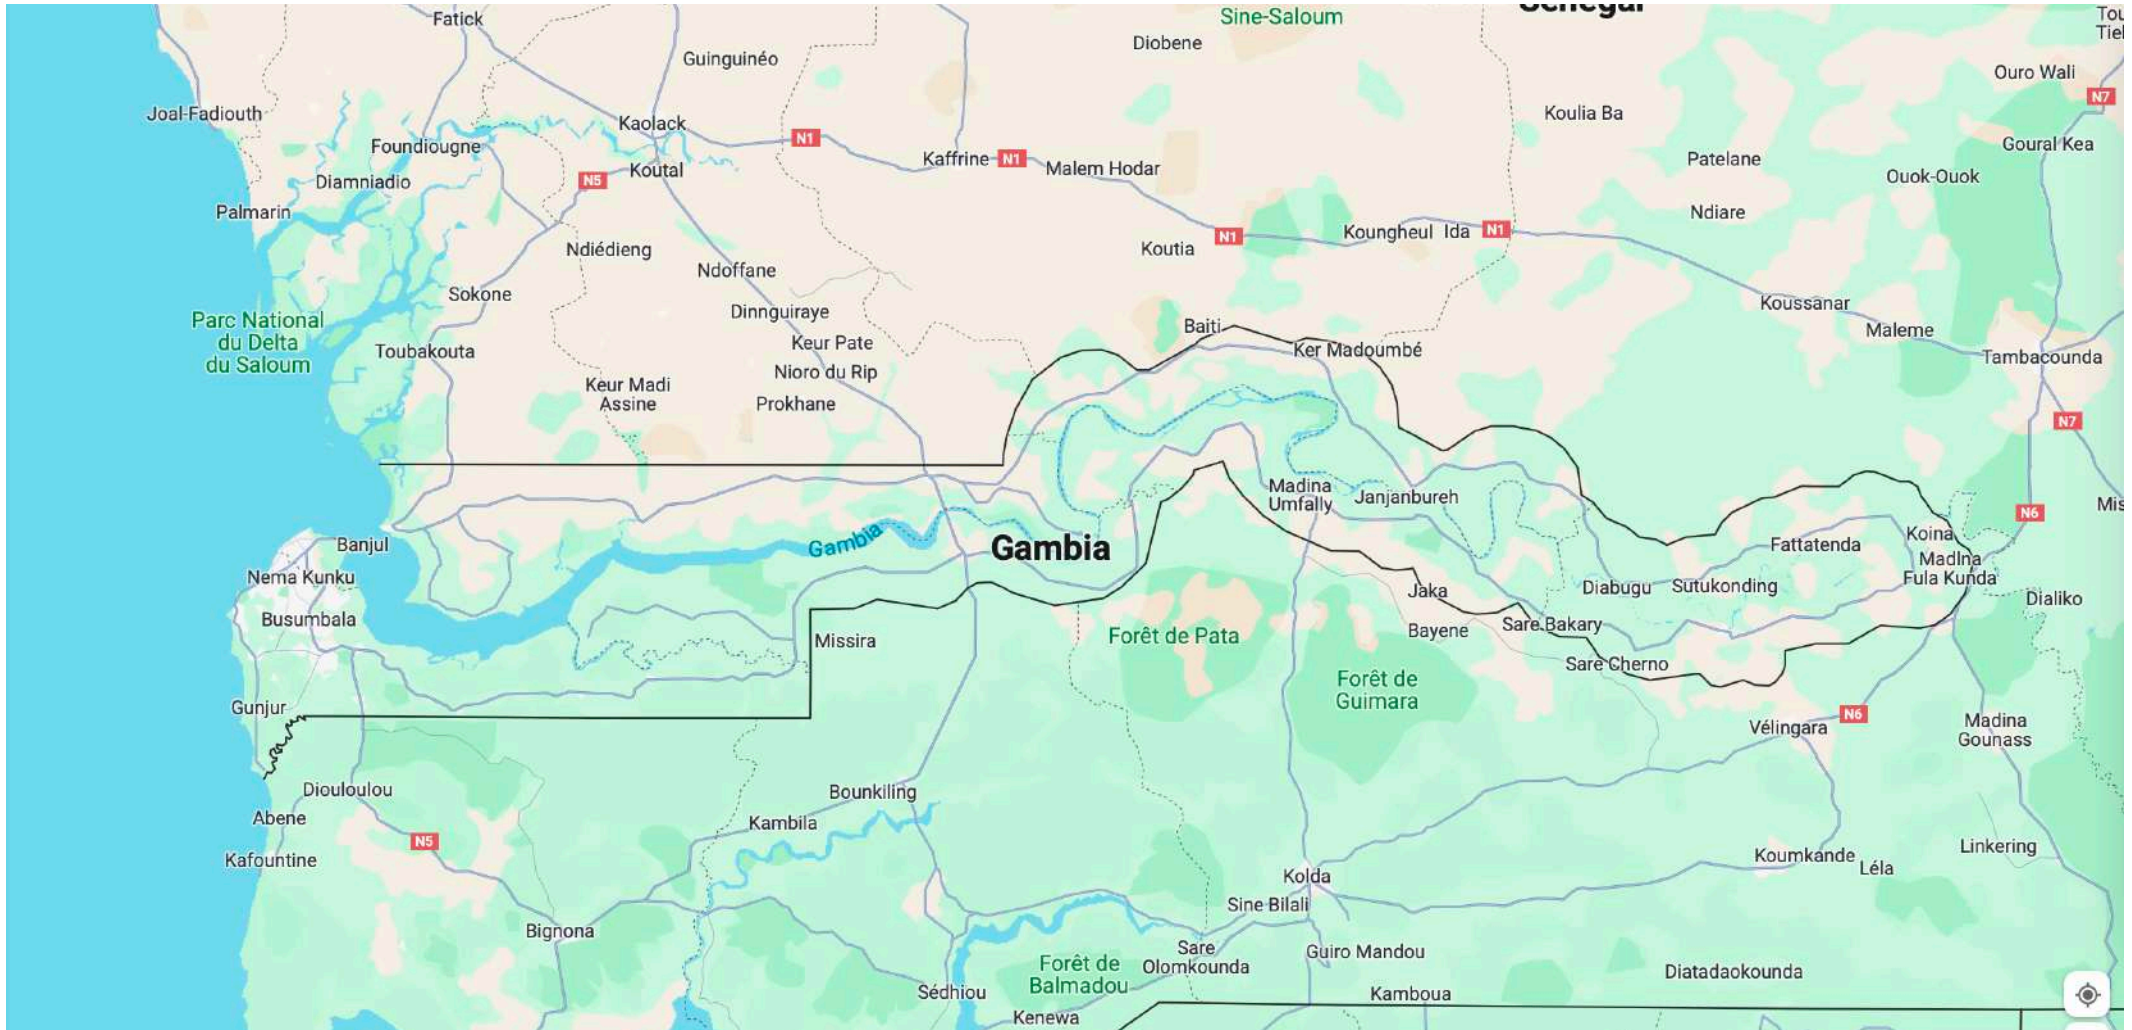 Fatick
Sine-Saloum
Senegal
Diobene
Guinguinéo
Ouro Wali
N7
Joal-Fadiouth
Kaolack
Koulia Ba
Foundiougne
N1
Kaffrine
N1
Malem Hodar
Patelane
Goural Kea
Koutal
N5
Diamniadio
Ouok-Ouok
Palmarin
Ndiare
Ndiédieng
Koutia
N1
Koungheul
Ida
N1
Ndoffane
Sokone
Dinnguiraye
Koussanar
Parc National
du Delta
du Saloum
Baiti
Maleme
Toubakouta
Keur Pate
Ker Madoumbé
Tambacounda
Nioro du Rip
Keur Madi
Assine
Prokhane
N7
Madina
Umfally
Janjanbureh
Mis
N6
Banjul
Gambia
Gambia
Fattatenda
Koina
Madina
Fula Kunda
Nema Kunku
Jaka
Diabugu
Sutukonding
Dialiko
Busumbala
Missira
Forêt de Pata
Bayene
Sare Bakary
Sare Cherno
Forêt de
Guimara
Gunjur
Vélingara
N6
Madina
Gounass
Diouloulou
Bounkiling
Abene
Kambila
N5
Kafountine
Koumkande
Léla
Linkering
Kolda
Sine Bilali
Bignona
Sare
Olomkounda
Guiro Mandou
Forêt de
Balmadou
Diatadaokounda
Sédhiou
Kamboua
Kenewa